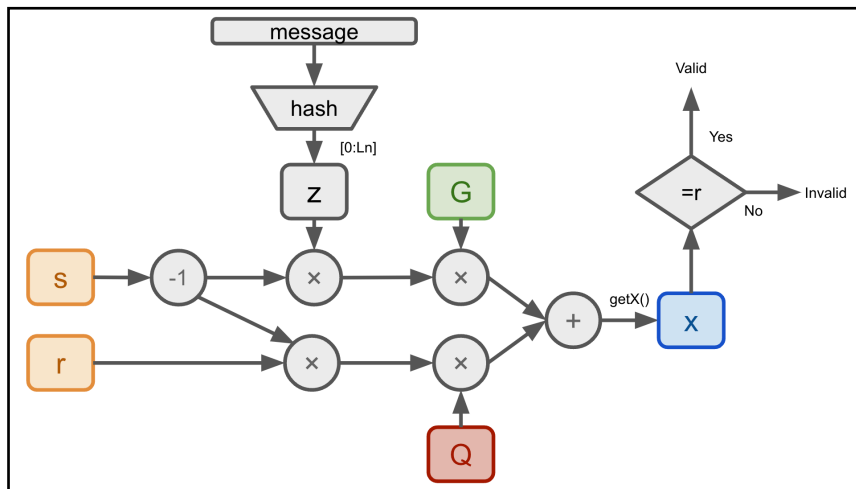 message
hash
[0:Ln]
z
G
s
-1
×
×
r
×
×
+
getX()
x
Q
=r
Valid
Yes
No
Invalid